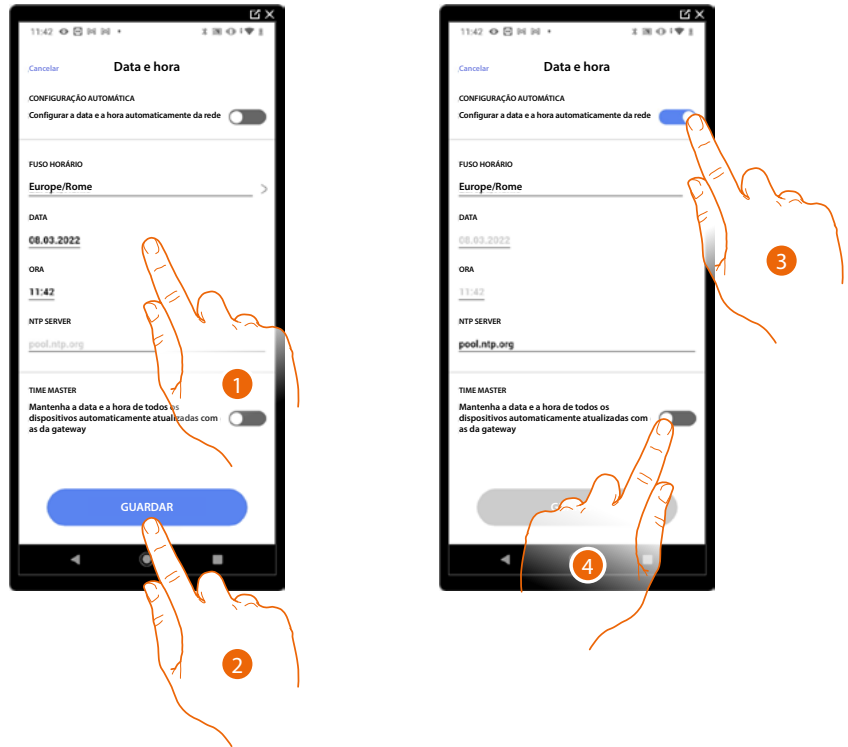 11:42
Cancelar
Data e hora
CONFIGURAÇÃO AUTOMÁTICA
Configurar a data e a hora automaticamente da rede
FUSO HORÁRIO
Europe/Rome
DATA
08.03.2022
ORA
11:42
NTP SERVER
pool.ntp.org
1
TIME MASTER
Mantenha a data e a hora de todos os
dispositivos automaticamente atualizadas com
as da gateway
GUARDAR
2
11:42
Cancelar
Data e hora
CONFIGURAÇÃO AUTOMÁTICA
Configurar a data e a hora automaticamente da rede
FUSO HORÁRIO
Europe/Rome
DATA
08.03.2022
3
ORA
11:42
NTP SERVER
pool.ntp.org
TIME MASTER
Mantenha a data e a hora de todos os
dispositivos automaticamente atualizadas com
as da gateway
4